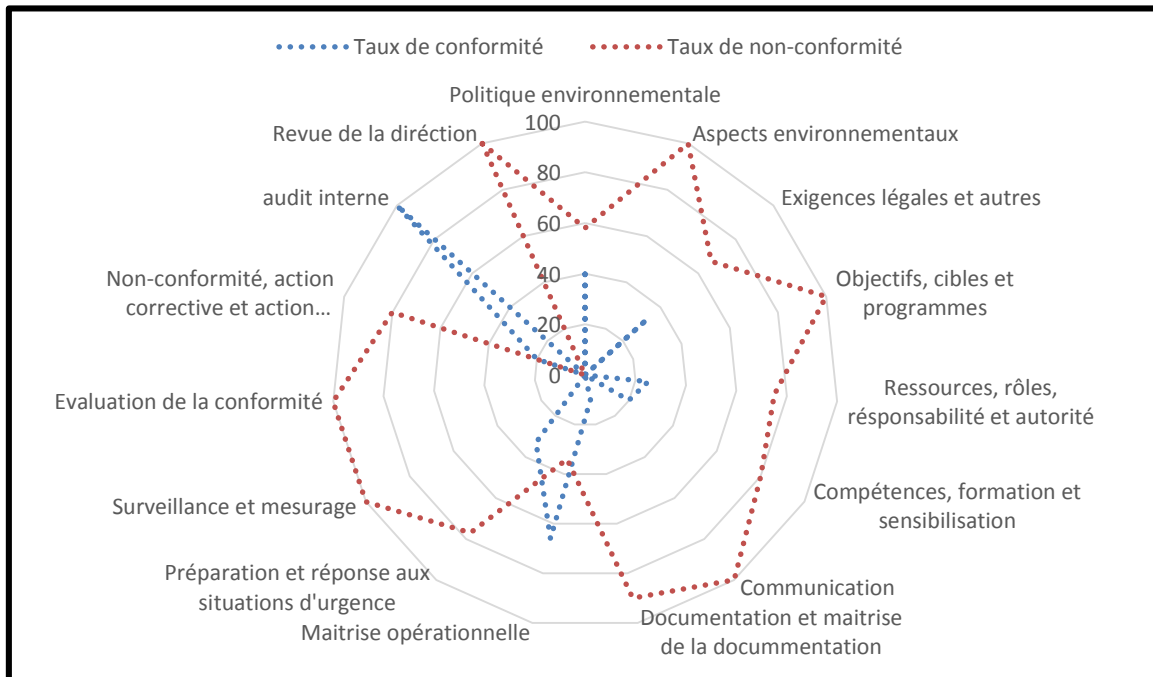 Taux de conformité
Taux de non-conformité
Politique environnementale
100
Revue de la diréction
Aspects environnementaux
80
audit interne
Exigences légales et autres
60
Non-conformité, action
corrective et action...
40
Objectifs, cibles et
programmes
20
0
Evaluation de la conformité
Ressources, rôles,
résponsabilité et autorité
Surveillance et mesurage
Compétences, formation et
sensibilisation
Préparation et réponse aux
situations d'urgence
Communication
Maitrise opérationnelle
Documentation et maitrise
de la docummentation